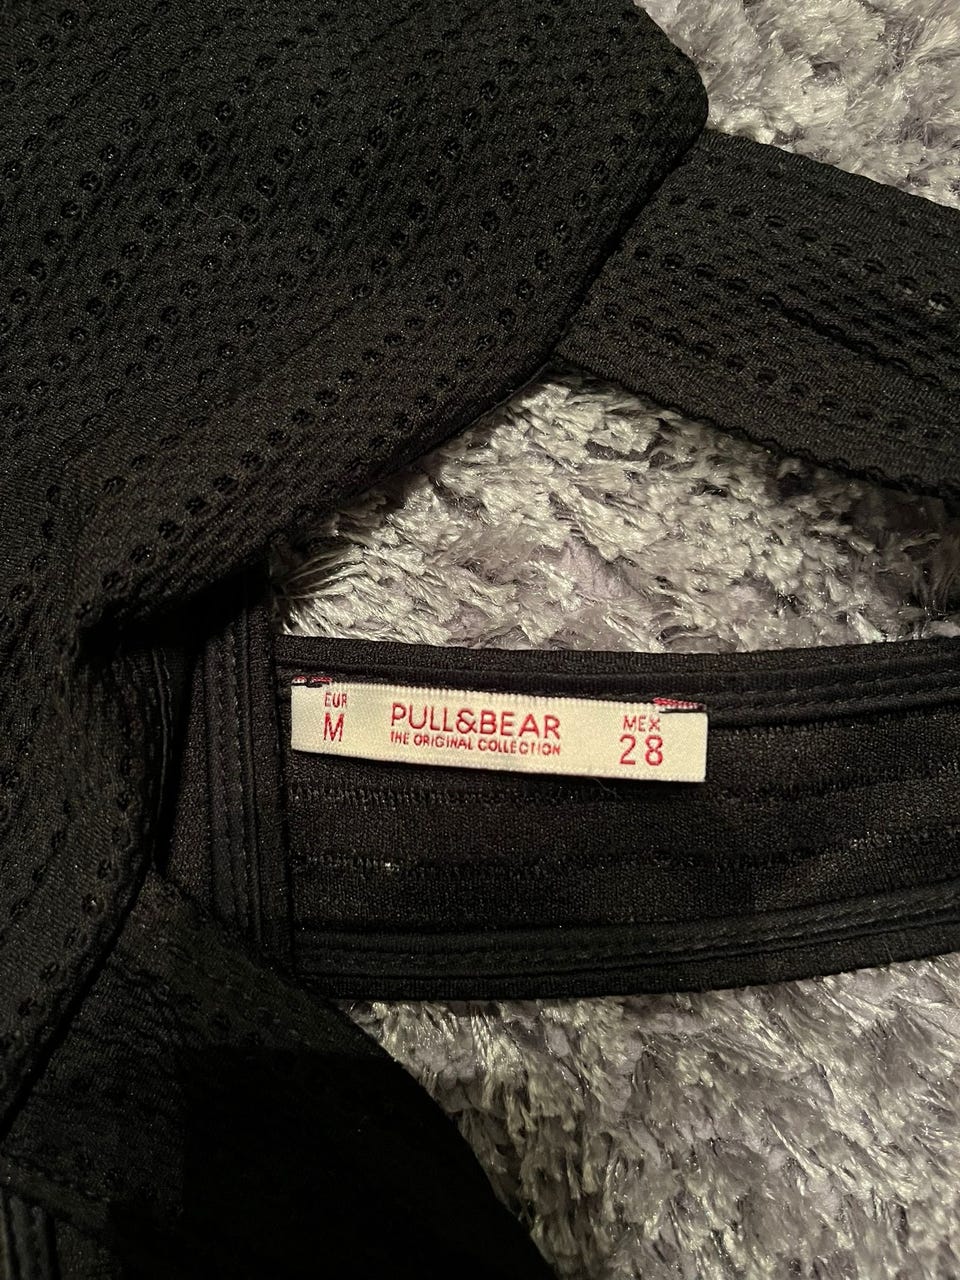 EUR
M
PULL&BEAR
THE ORIGINAL COLLECTION
MEX
28